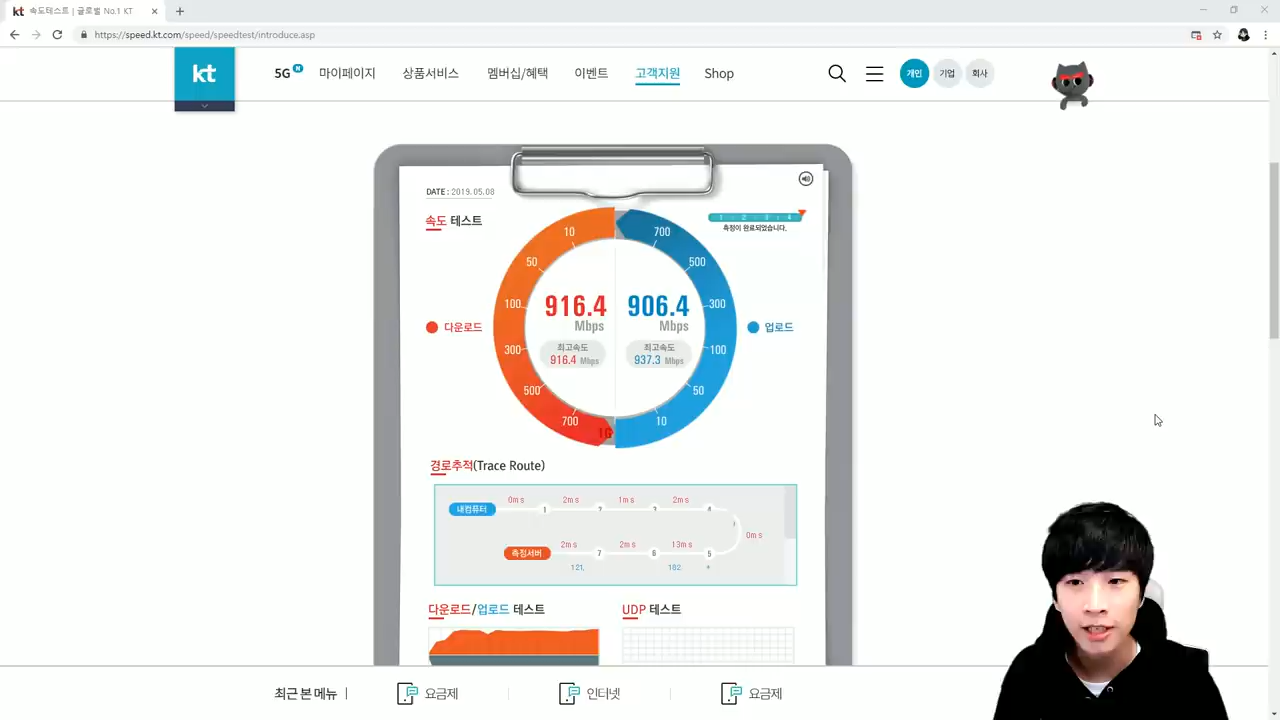 kt 속도테스트 | 글로벌 No.1 KT
https://speed.kt.com/speed/speedtest/introduce.asp
kt
5G N 마이페이지 상품서비스 멤버십/혜택 이벤트 고객지원 Shop
개인 기업 회사
DATE : 2019.05.08
속도 테스트
1 2 3 4
측정이 완료되었습니다.
10 50 100 300 500 700 1G
700 500 300 100 50 10
916.4 Mbps
최고속도
916.4 Mbps
906.4 Mbps
최고속도
937.3 Mbps
다운로드
업로드
경로추적(Trace Route)
0ms 2ms 1ms 2ms
내컴퓨터 1 2 3 4
0ms
2ms 2ms 13ms
측정서버 7 6 5
121. 182.
다운로드/업로드 테스트
UDP 테스트
최근 본 메뉴 | 요금제 인터넷 요금제